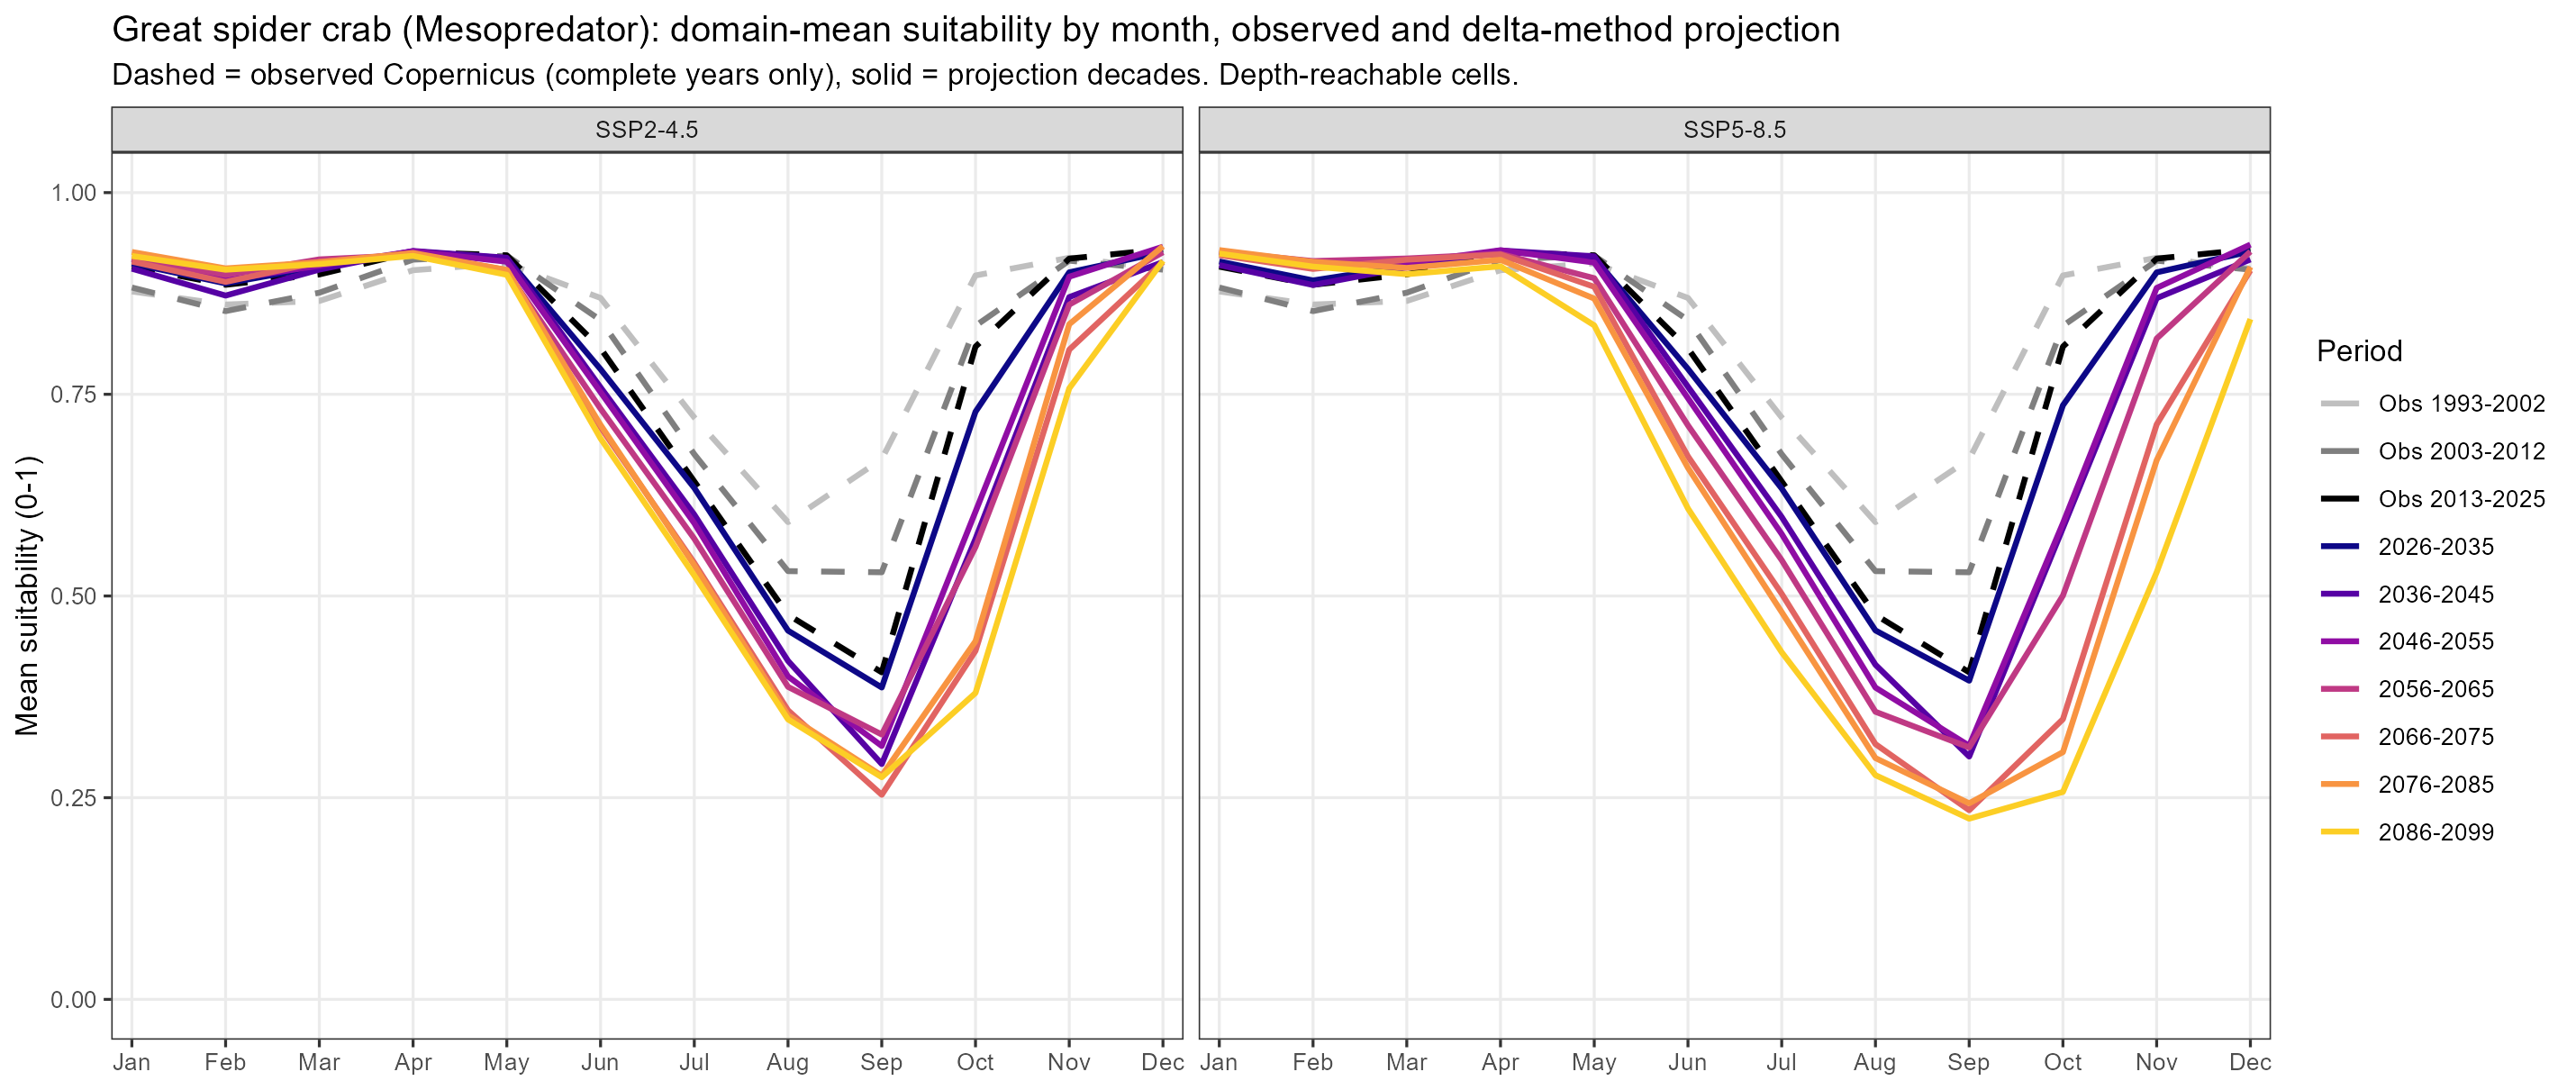 Great spider crab (Mesopredator): domain-mean suitability by month, observed and delta-method projection
Dashed = observed Copernicus (complete years only), solid = projection decades. Depth-reachable cells.
SSP2-4.5
SSP5-8.5
Mean suitability (0-1)
1.00
0.75
0.50
0.25
0.00
Jan Feb Mar Apr May Jun Jul Aug Sep Oct Nov Dec
Jan Feb Mar Apr May Jun Jul Aug Sep Oct Nov Dec
Period
Obs 1993-2002
Obs 2003-2012
Obs 2013-2025
2026-2035
2036-2045
2046-2055
2056-2065
2066-2075
2076-2085
2086-2099